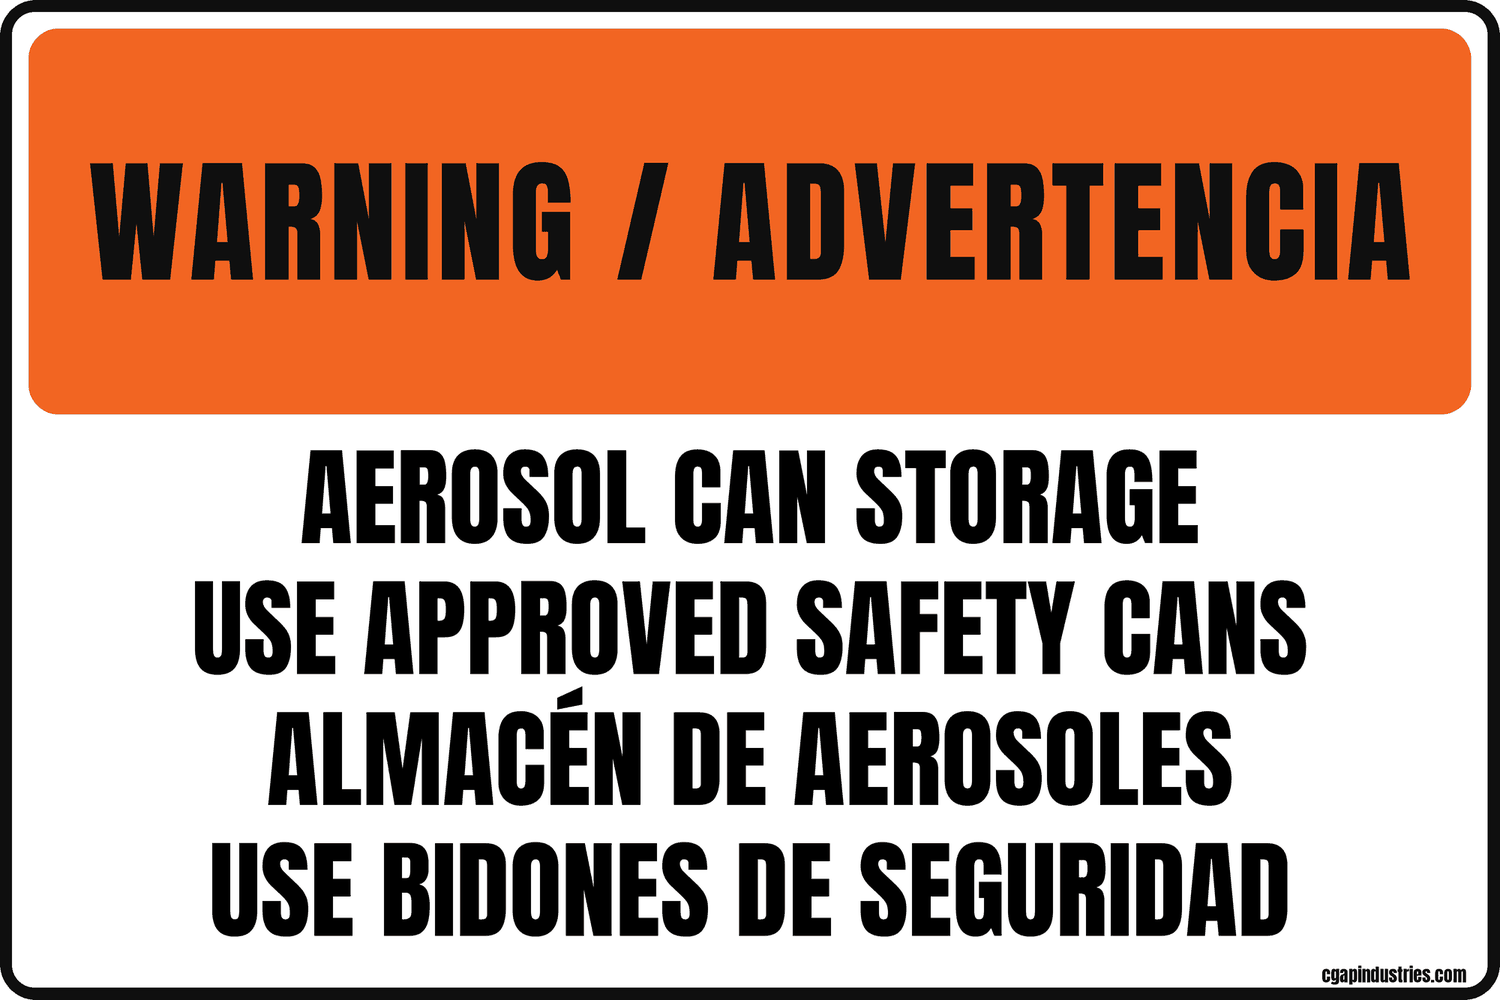 WARNING / ADVERTENCIA
AEROSOL CAN STORAGE
USE APPROVED SAFETY CANS
ALMACÉN DE AEROSOLES
USE BIDONES DE SEGURIDAD
cgapindustries.com